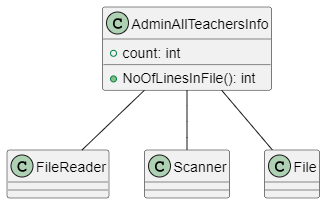 C AdminAllTeachersInfo
count: int
NoOfLinesInFile(): int
C FileReader
C Scanner
C File